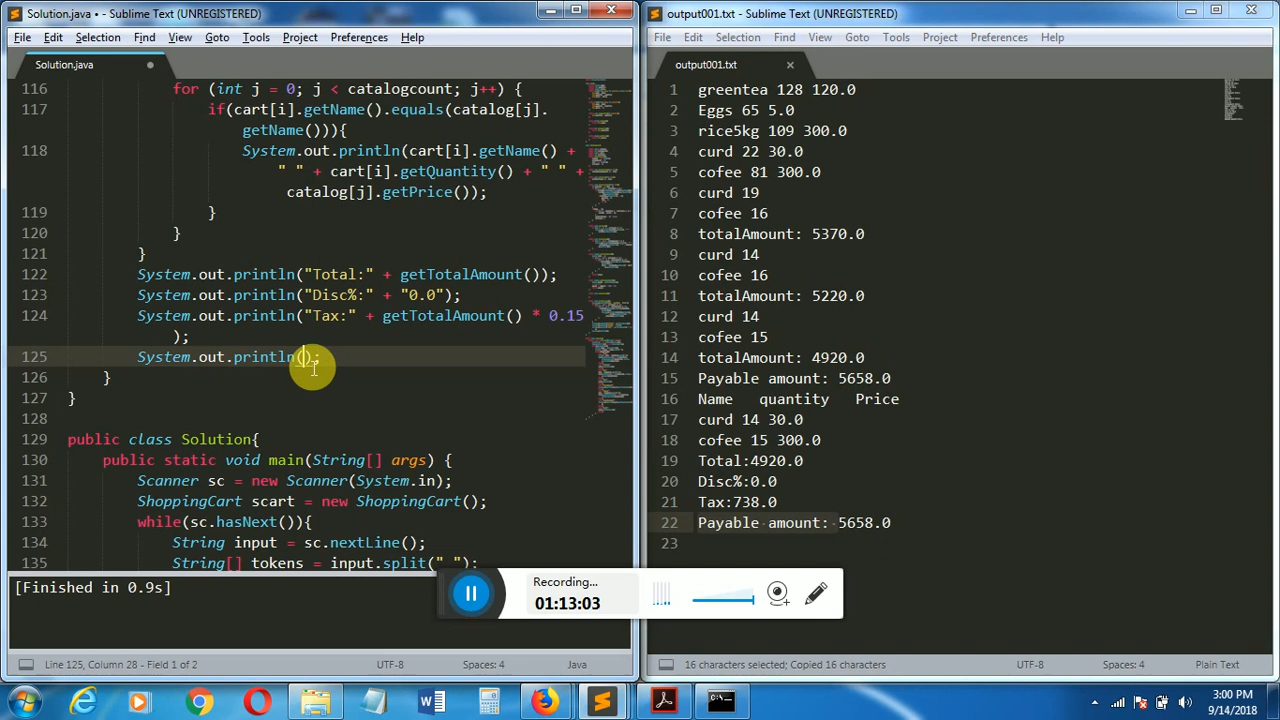 Solution.java • - Sublime Text (UNREGISTERED)
File Edit Selection Find View Goto Tools Project Preferences Help
Solution.java
116 for (int j = 0; j < catalogcount; j++) {
117 if(cart[i].getName().equals(catalog[j].
getName())){
118 System.out.println(cart[i].getName() +
" " + cart[i].getQuantity() + " " +
catalog[j].getPrice());
119 }
120 }
121 }
122 System.out.println("Total:" + getTotalAmount());
123 System.out.println("Disc%:" + "0.0");
124 System.out.println("Tax:" + getTotalAmount() * 0.15
);
125 System.out.println();
126 }
127 }
128
129 public class Solution{
130 public static void main(String[] args) {
131 Scanner sc = new Scanner(System.in);
132 ShoppingCart scart = new ShoppingCart();
133 while(sc.hasNext()){
134 String input = sc.nextLine();
135 String[] tokens = input.split(" ");
[Finished in 0.9s]
Line 125, Column 28 - Field 1 of 2 UTF-8 Spaces: 4 Java
output001.txt - Sublime Text (UNREGISTERED)
File Edit Selection Find View Goto Tools Project Preferences Help
output001.txt
1 greentea 128 120.0
2 Eggs 65 5.0
3 rice5kg 109 300.0
4 curd 22 30.0
5 cofee 81 300.0
6 curd 19
7 cofee 16
8 totalAmount: 5370.0
9 curd 14
10 cofee 16
11 totalAmount: 5220.0
12 curd 14
13 cofee 15
14 totalAmount: 4920.0
15 Payable amount: 5658.0
16 Name quantity Price
17 curd 14 30.0
18 cofee 15 300.0
19 Total:4920.0
20 Disc%:0.0
21 Tax:738.0
22 Payable amount: 5658.0
23
16 characters selected; Copied 16 characters UTF-8 Spaces: 4 Plain Text
Recording...
01:13:03
3:00 PM
9/14/2018